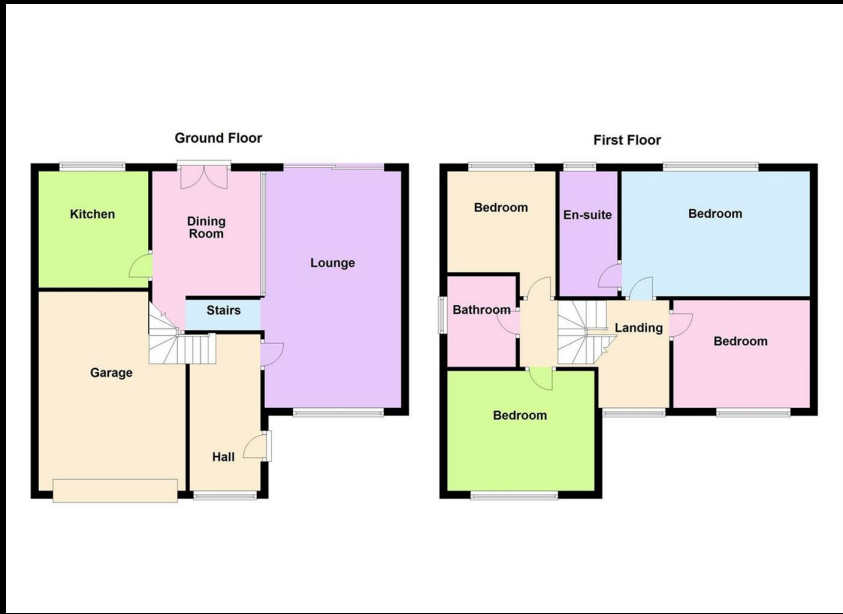 Ground Floor
Kitchen
Dining
Room
Lounge
Stairs
Garage
Hall
First Floor
Bedroom
En-suite
Bedroom
Bathroom
Landing
Bedroom
Bedroom